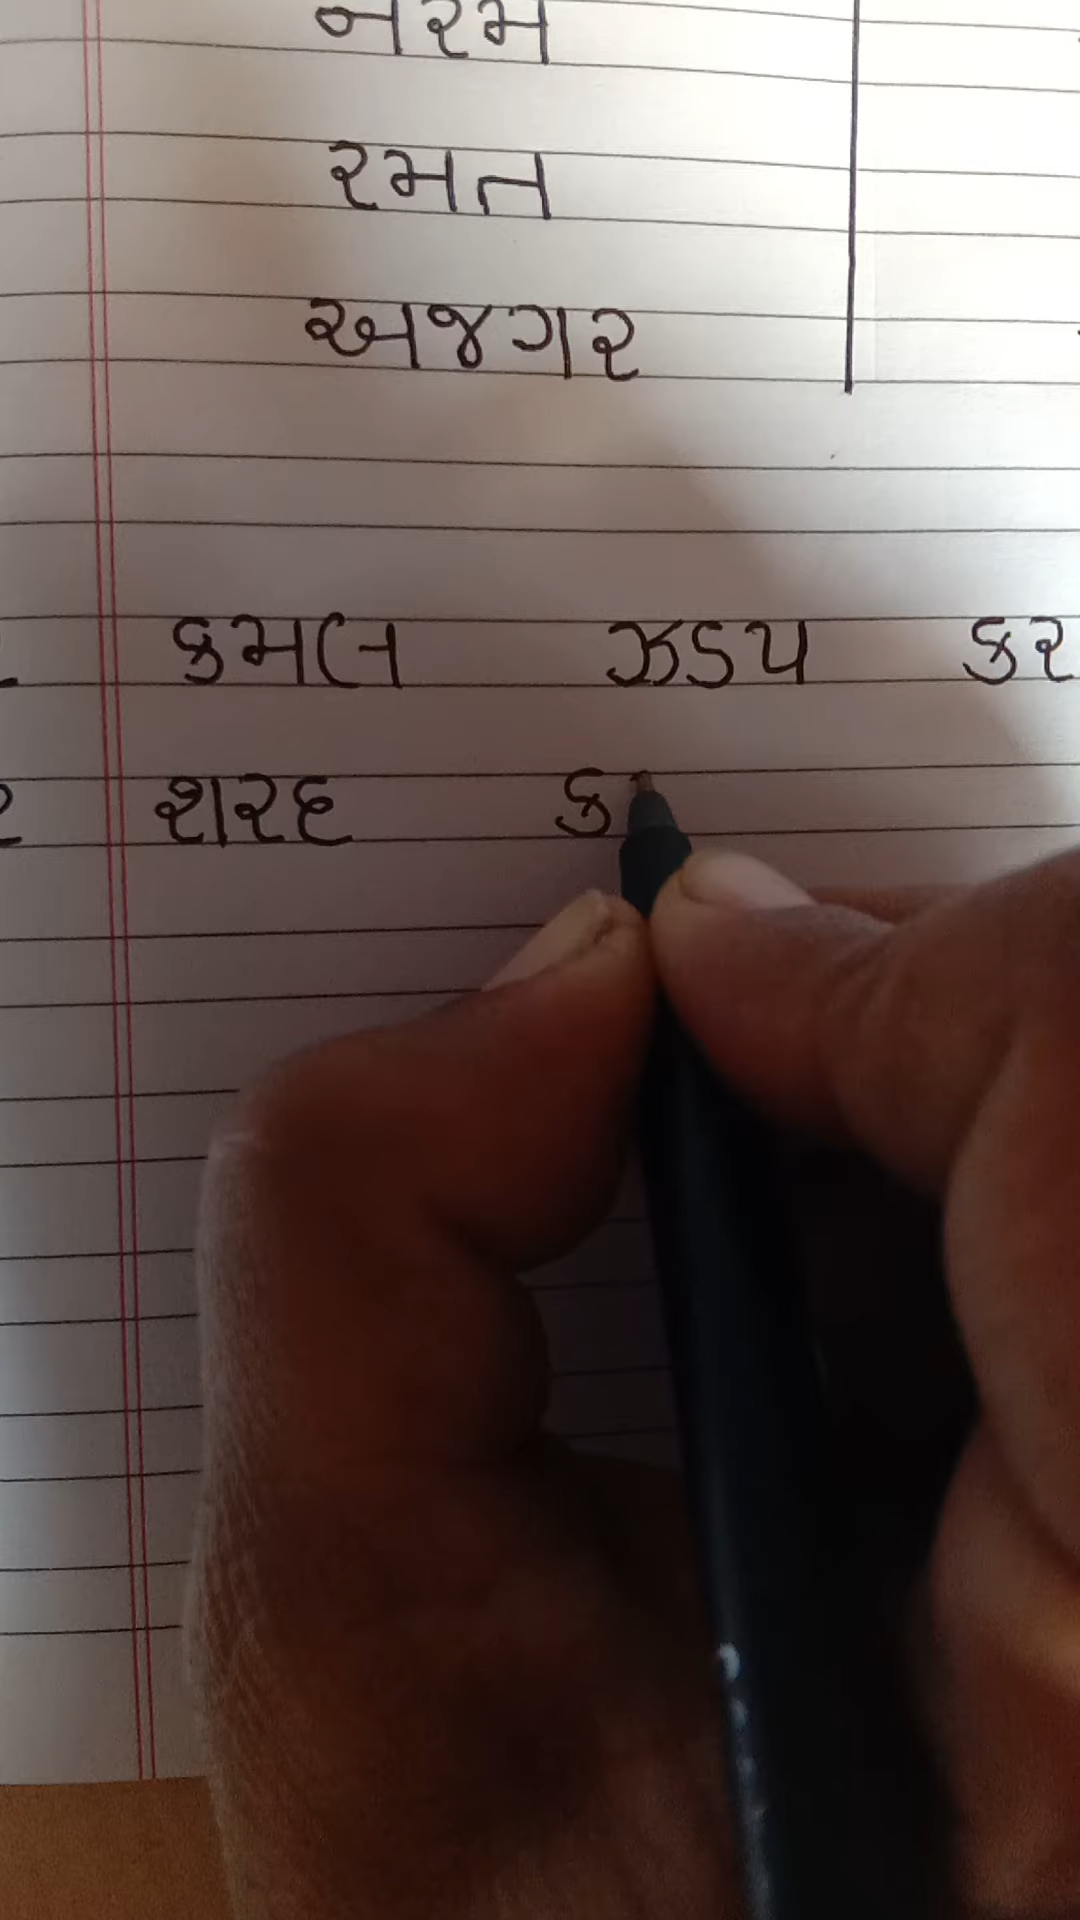 નરમ
રમત
અજગર
કમલ ઝડપ કર
શરદ ક